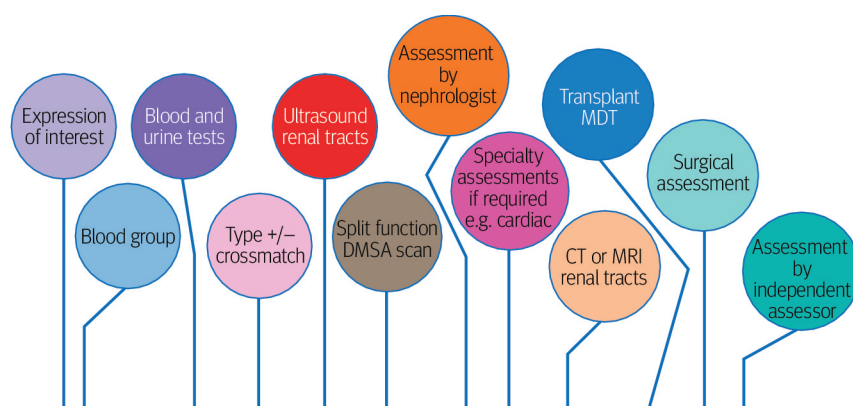 Expression
of interest
Blood group
Blood and
urine tests
Type +/–
crossmatch
Ultrasound
renal tracts
Split function
DMSA scan
Assessment
by
nephrologist
Specialty
assessments
if required
e.g. cardiac
CT or MRI
renal tracts
Transplant
MDT
Surgical
assessment
Assessment
by
independent
assessor